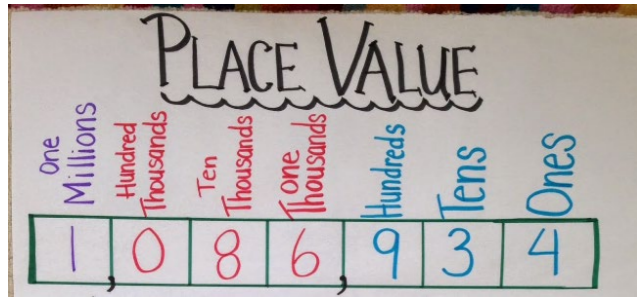 PLACE VALUE
One Millions
Hundred Thousands
Ten Thousands
One Thousands
Hundreds
Tens
Ones
1,086,934